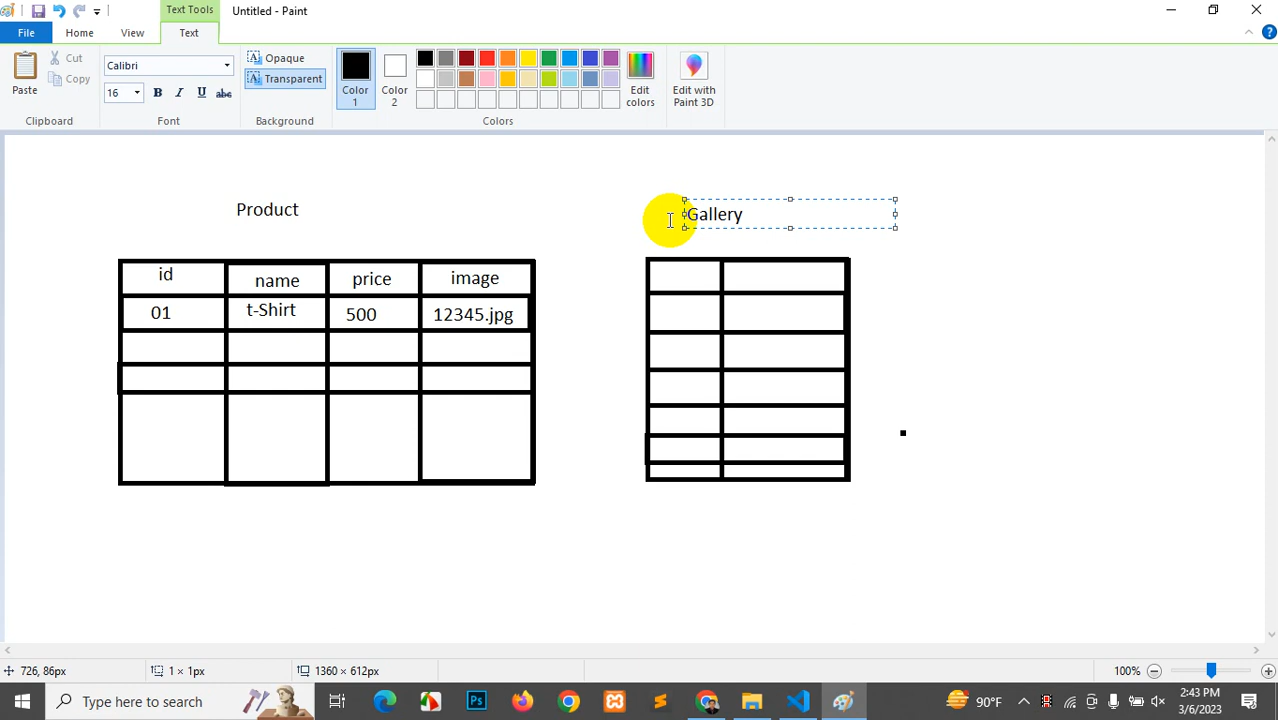 Text Tools
Untitled - Paint
File
Home
View
Text
Paste
Cut
Copy
Clipboard
Calibri
16
B I U abc
Font
Opaque
Transparent
Background
Color 1
Color 2
Edit colors
Colors
Edit with Paint 3D
Product
id name price image
01 t-Shirt 500 12345.jpg
Gallery
726, 86px
1 × 1px
1360 × 612px
100%
Type here to search
Ps
90°F
2:43 PM
3/6/2023